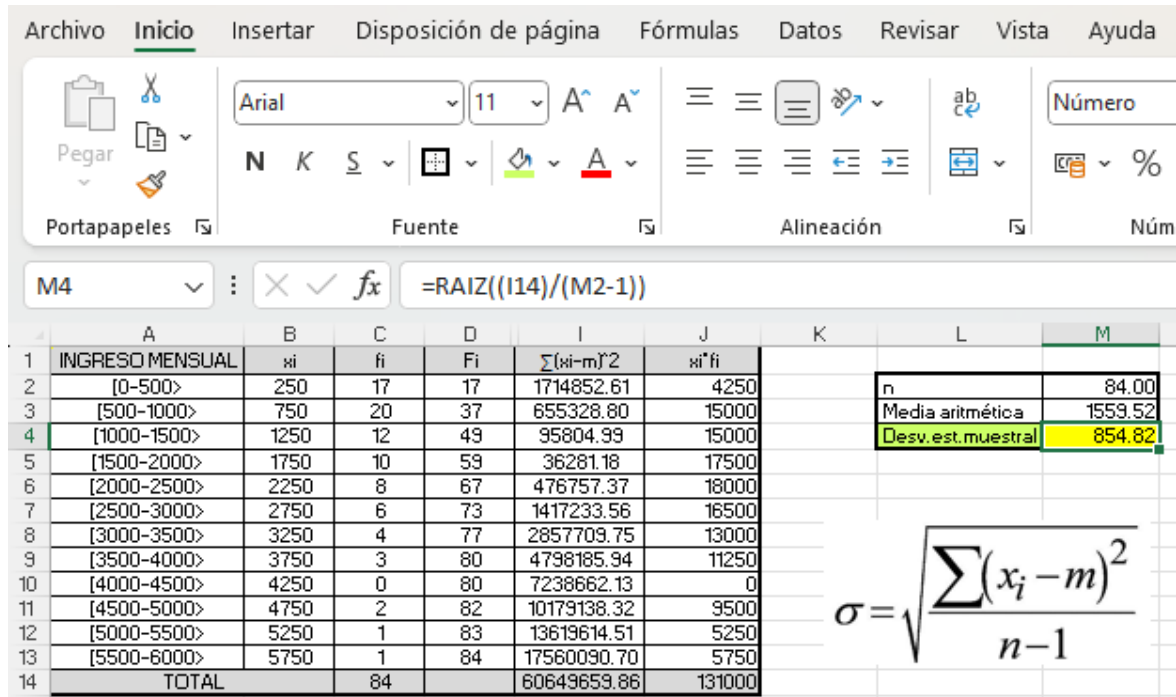 Archivo Inicio Insertar Disposición de página Fórmulas Datos Revisar Vista Ayuda
Pegar
Arial 11 A A ab c Número
N K S A %
Portapapeles Fuente Alineación Núm
M4 fx =RAIZ((I14)/(M2-1))
A B C D I J K L M
1 INGRESO MENSUAL xi fi Fi ∑(xi-m)^2 xi*fi
2 [0-500> 250 17 17 1714852.61 4250 n 84.00
3 [500-1000> 750 20 37 655328.80 15000 Media aritmética 1559.52
4 [1000-1500> 1250 12 49 95804.99 15000 Desv.est.muestral 854.82
5 [1500-2000> 1750 10 59 36281.18 17500
6 [2000-2500> 2250 8 67 476757.37 18000
7 [2500-3000> 2750 6 73 1417233.56 16500
8 [3000-3500> 3250 4 77 2857709.75 13000
9 [3500-4000> 3750 3 80 4798185.94 11250
10 [4000-4500> 4250 0 80 7238662.13 0
11 [4500-5000> 4750 2 82 10179138.32 9500
12 [5000-5500> 5250 1 83 13619614.51 5250
13 [5500-6000> 5750 1 84 17560090.70 5750
14 TOTAL 84 60649659.86 131000
σ = √(∑(xi − m)² / (n−1))